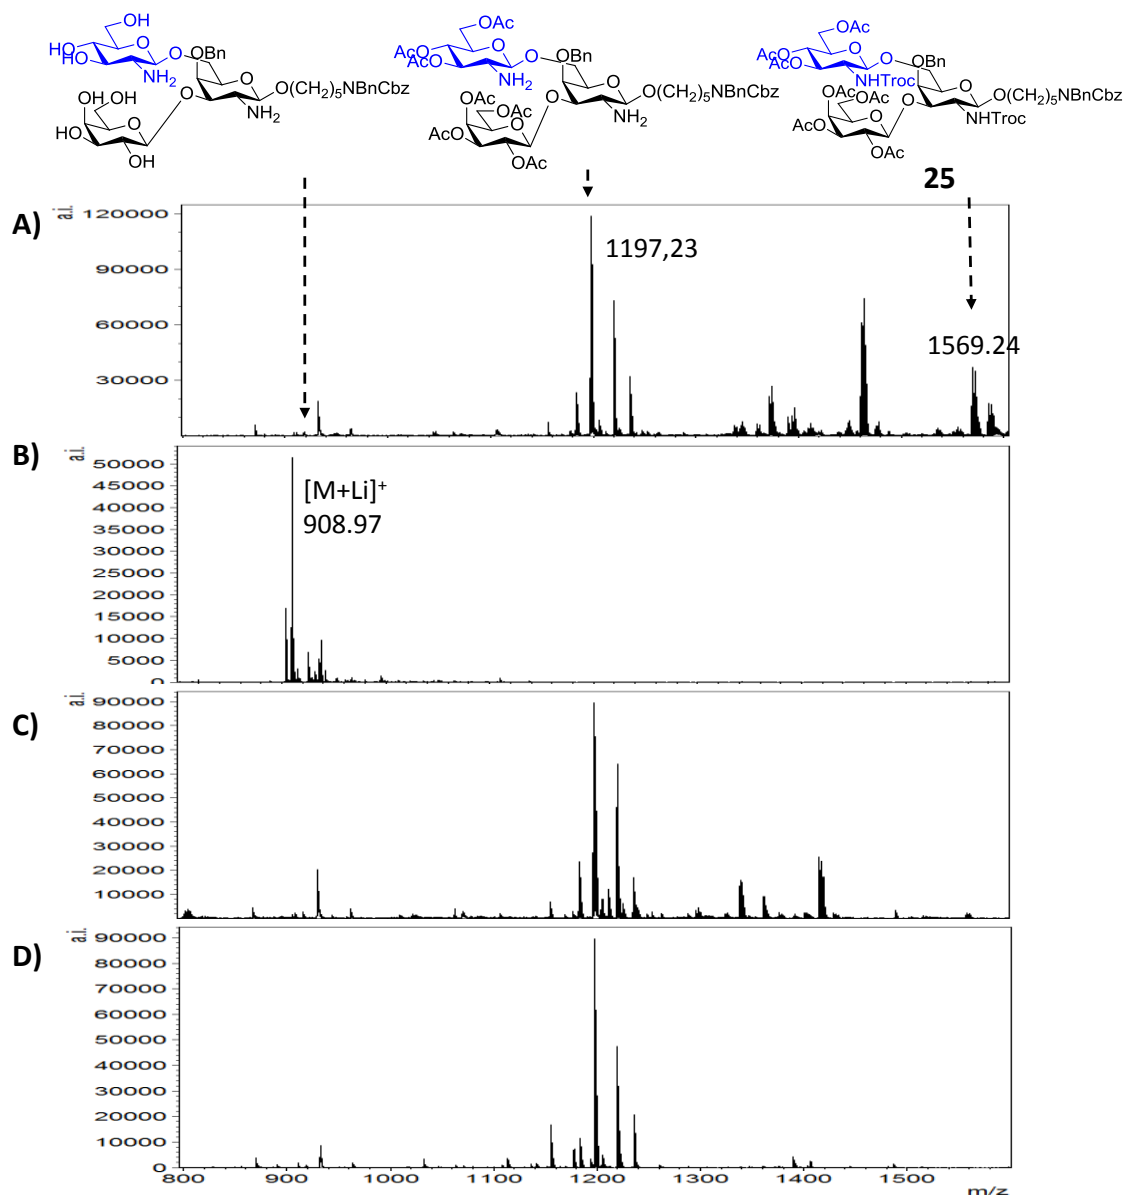 OH OAc OAc
HO HO O O OBn AcO AcO O O OBn AcO AcO O O OBn
NH2 O O(CH2)5NBnCbz NH2 O O(CH2)5NBnCbz NHTroc O O(CH2)5NBnCbz
OH OH O NH2 OAc OAc O NH2 OAc OAc O NHTroc
HO O AcO O AcO O
OH OAc OAc
25
A)
a.i.
120000
90000
60000
30000
1197,23
1569.24
B)
a.i.
50000
45000
40000
35000
30000
25000
20000
15000
10000
5000
0
[M+Li]+
908.97
C)
a.i.
90000
80000
70000
60000
50000
40000
30000
20000
10000
D)
a.i.
90000
80000
70000
60000
50000
40000
30000
20000
10000
0
800 900 1000 1100 1200 1300 1400 1500
m/z